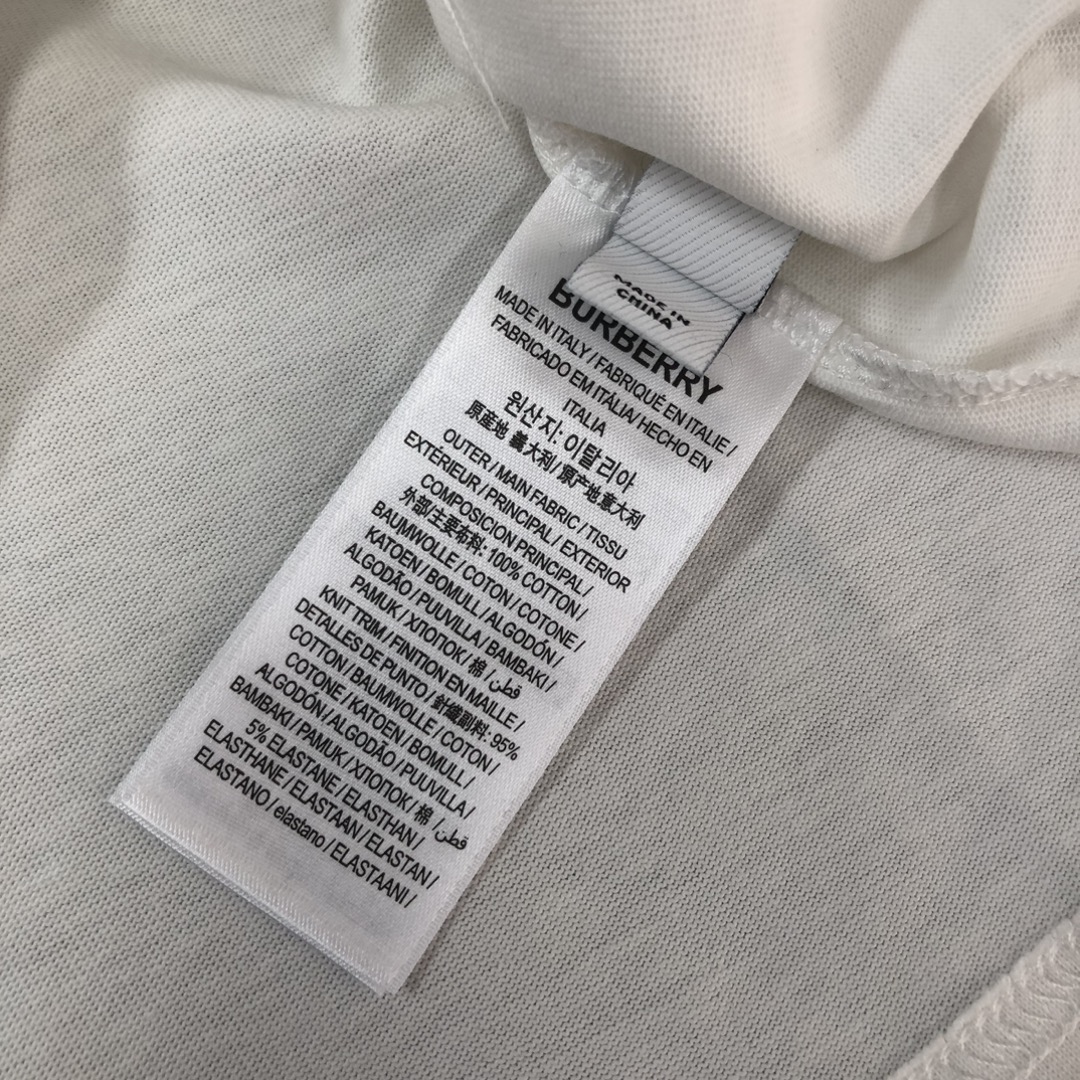 MADE IN
CHINA
BURBERRY
MADE IN ITALY / FABRIQUÉ EN ITALIE /
FABRICADO EM ITÁLIA / HECHO EN
ITALIA
원산지: 이탈리아
原産地 義大利 / 原产地意大利
OUTER / MAIN FABRIC / TISSU
EXTÉRIEUR / PRINCIPAL / EXTERIOR
COMPOSICION PRINCIPAL /
外部/主要布料: 100% COTTON /
BAUMWOLLE / COTON / COTONE /
KATOEN / BOMULL / ALGODÓN /
ALGODÃO / PUUVILLA / BAMBAKI /
PAMUK / ХЛОПОК / 棉 / قطن
KNIT TRIM / FINITION EN MAILLE /
DETALLES DE PUNTO / 針織副料: 95%
COTTON / BAUMWOLLE / COTON /
COTONE / KATOEN / BOMULL /
ALGODÓN / ALGODÃO / PUUVILLA /
BAMBAKI / PAMUK / ХЛОПОК / 棉 / قطن
5% ELASTANE / ELASTHAN /
ELASTHANE / ELASTAAN / ELASTAN /
ELASTANO / elastano / ELASTAANI /